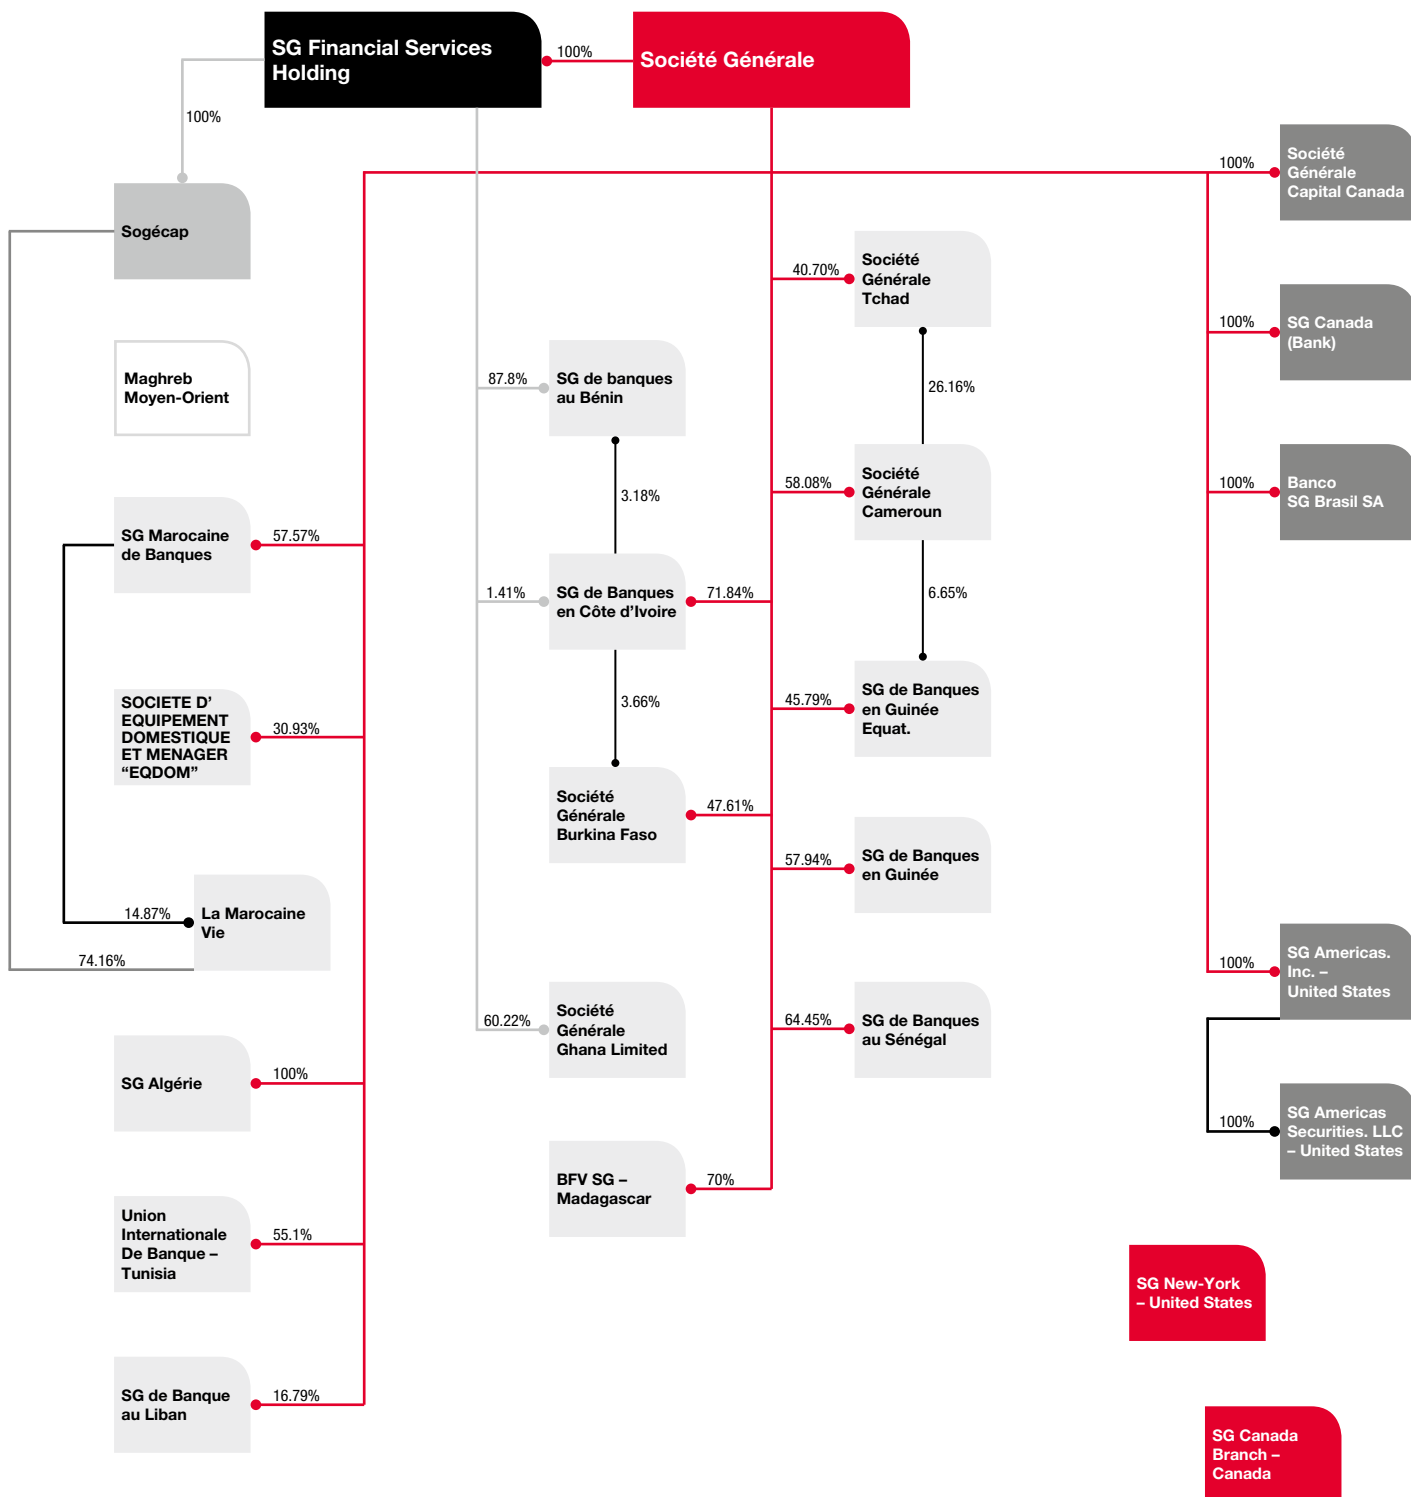 SG Financial Services
Holding
100%
Société Générale
100%
Sogécap
Maghreb
Moyen-Orient
SG Marocaine
de Banques
57.57%
SOCIETE D’
EQUIPEMENT
DOMESTIQUE
ET MENAGER
“EQDOM”
30.93%
14.87%
La Marocaine
Vie
74.16%
SG Algérie
100%
Union
Internationale
De Banque –
Tunisia
55.1%
SG de Banque
au Liban
16.79%
87.8%
SG de banques
au Bénin
3.18%
1.41%
SG de Banques
en Côte d’Ivoire
71.84%
3.66%
Société
Générale
Burkina Faso
47.61%
60.22%
Société
Générale
Ghana Limited
BFV SG –
Madagascar
70%
40.70%
Société
Générale
Tchad
26.16%
58.08%
Société
Générale
Cameroun
6.65%
45.79%
SG de Banques
en Guinée
Equat.
57.94%
SG de Banques
en Guinée
64.45%
SG de Banques
au Sénégal
100%
Société
Générale
Capital Canada
100%
SG Canada
(Bank)
100%
Banco
SG Brasil SA
100%
SG Americas.
Inc. –
United States
100%
SG Americas
Securities. LLC
– United States
SG New-York
– United States
SG Canada
Branch –
Canada